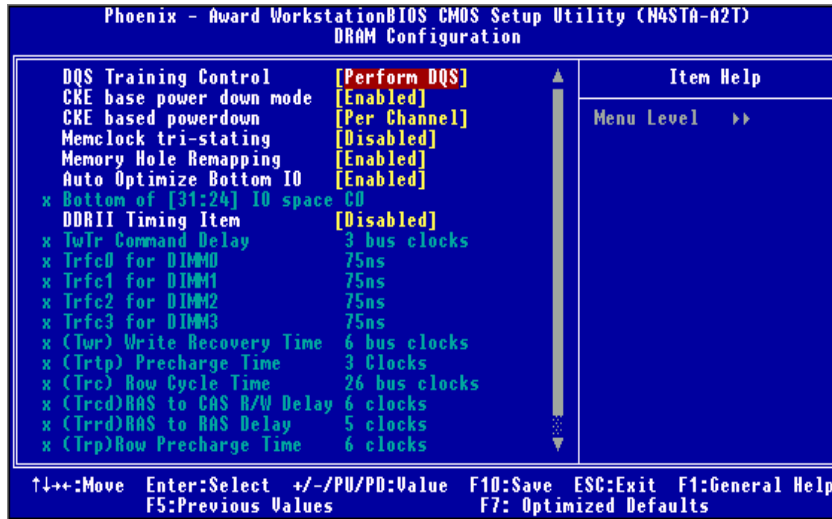 Phoenix - Award WorkstationBIOS CMOS Setup Utility (N4STA-A2T)
DRAM Configuration
DQS Training Control [Perform DQS]
CKE base power down mode [Enabled]
CKE based powerdown [Per Channel]
Memclock tri-stating [Disabled]
Memory Hole Remapping [Enabled]
Auto Optimize Bottom IO [Enabled]
x Bottom of [31:24] IO space C0
DDRII Timing Item [Disabled]
x TwTr Command Delay 3 bus clocks
x Trfc0 for DIMM0 75ns
x Trfc1 for DIMM1 75ns
x Trfc2 for DIMM2 75ns
x Trfc3 for DIMM3 75ns
x (Twr) Write Recovery Time 6 bus clocks
x (Trtp) Precharge Time 3 Clocks
x (Trc) Row Cycle Time 26 bus clocks
x (Trcd)RAS to CAS R/W Delay 6 clocks
x (Trrd)RAS to RAS Delay 5 clocks
x (Trp)Row Precharge Time 6 clocks
Item Help
Menu Level ▸▸
↑↓→←:Move Enter:Select +/-/PU/PD:Value F10:Save ESC:Exit F1:General Help
F5:Previous Values F7: Optimized Defaults